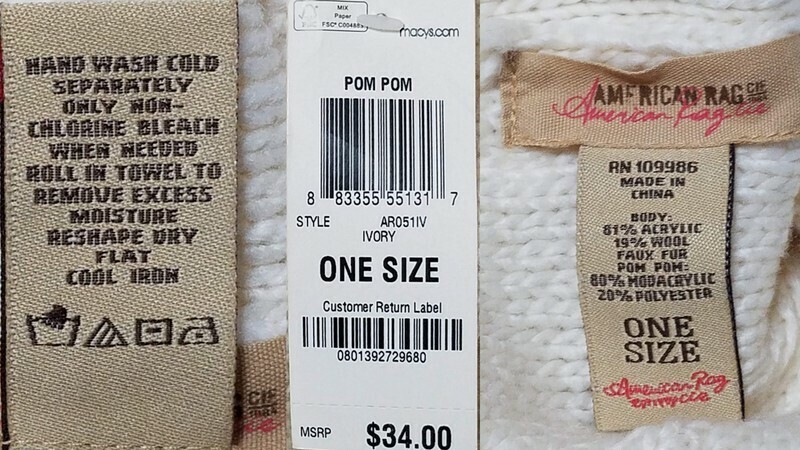 HAND WASH COLD
SEPARATELY
ONLY NON-
CHLORINE BLEACH
WHEN NEEDED
ROLL IN TOWEL TO
REMOVE EXCESS
MOISTURE
RESHAPE DRY
FLAT
COOL IRON
MIX
Paper
FSC® C004883
macys.com
POM POM
8 83355 55131 7
STYLE AR051IV
IVORY
ONE SIZE
Customer Return Label
0801392729680
MSRP $34.00
AMERICAN RAG CIE
American Rag cie
RN 109986
MADE IN
CHINA
BODY:
81% ACRYLIC
19% WOOL
FAUX FUR
POM POM:
80% MODACRYLIC
20% POLYESTER
ONE
SIZE
American Rag
CIE